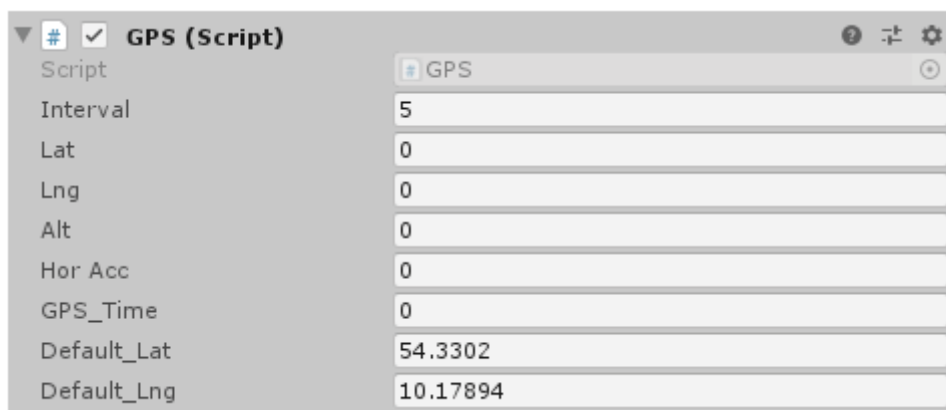 # GPS (Script)
Script # GPS
Interval 5
Lat 0
Lng 0
Alt 0
Hor Acc 0
GPS_Time 0
Default_Lat 54.3302
Default_Lng 10.17894